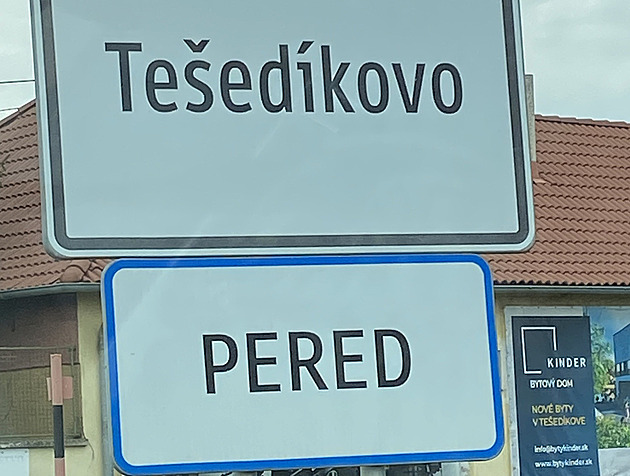 Tešedíkovo
PERED
KINDER
BYTOVÝ DOM
NOVÉ BYTY
V TEŠEDÍKOVE
info@bytykinder.sk
www.bytykinder.sk